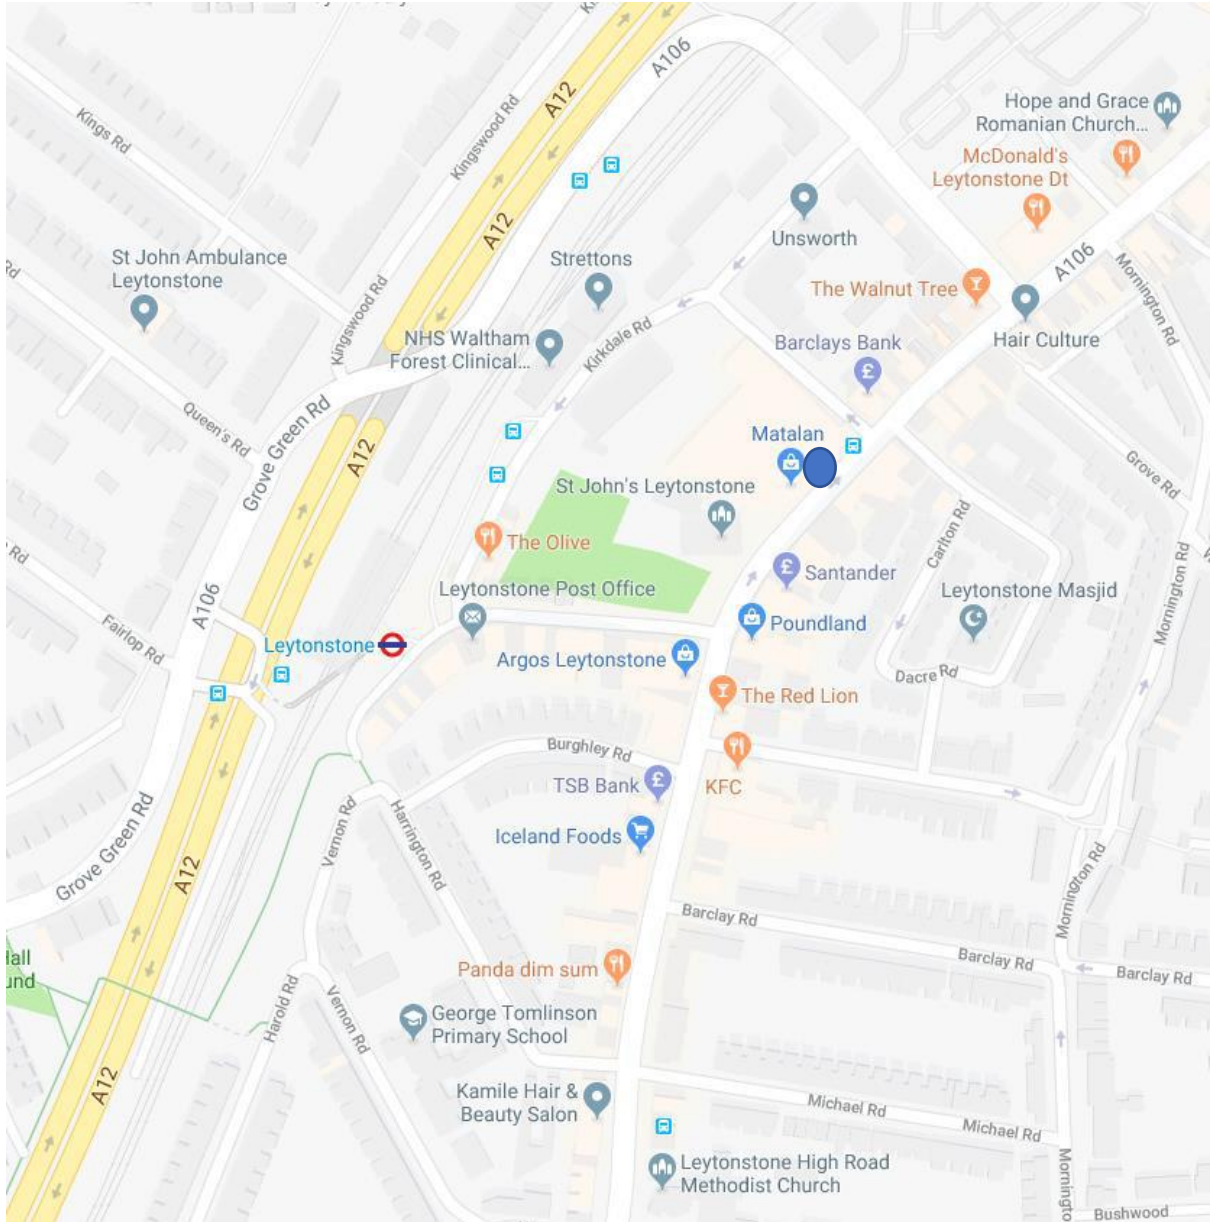 A106
Kings Rd
Kingswood Rd
A12
Hope and Grace
Romanian Church...
McDonald's
Leytonstone Dt
A12
Unsworth
St John Ambulance
Leytonstone
Strettons
A106
Mornington Rd
The Walnut Tree
Kingswood Rd
NHS Waltham
Forest Clinical...
Kirkdale Rd
Barclays Bank
Hair Culture
Queen's Rd
Grove Green Rd
A12
Matalan
Grove Rd
St John's Leytonstone
Carlton Rd
The Olive
Santander
Leytonstone Post Office
Leytonstone Masjid
Mornington Rd
A106
Fairlop Rd
Leytonstone
Poundland
Argos Leytonstone
Dacre Rd
The Red Lion
Burghley Rd
TSB Bank
KFC
Vernon Rd
Harrington Rd
Iceland Foods
Grove Green Rd
A12
Mornington Rd
Barclay Rd
Barclay Rd
Barclay Rd
Panda dim sum
Harold Rd
Vernon Rd
George Tomlinson
Primary School
A12
Kamile Hair &
Beauty Salon
Michael Rd
Michael Rd
Leytonstone High Road
Methodist Church
Bushwood